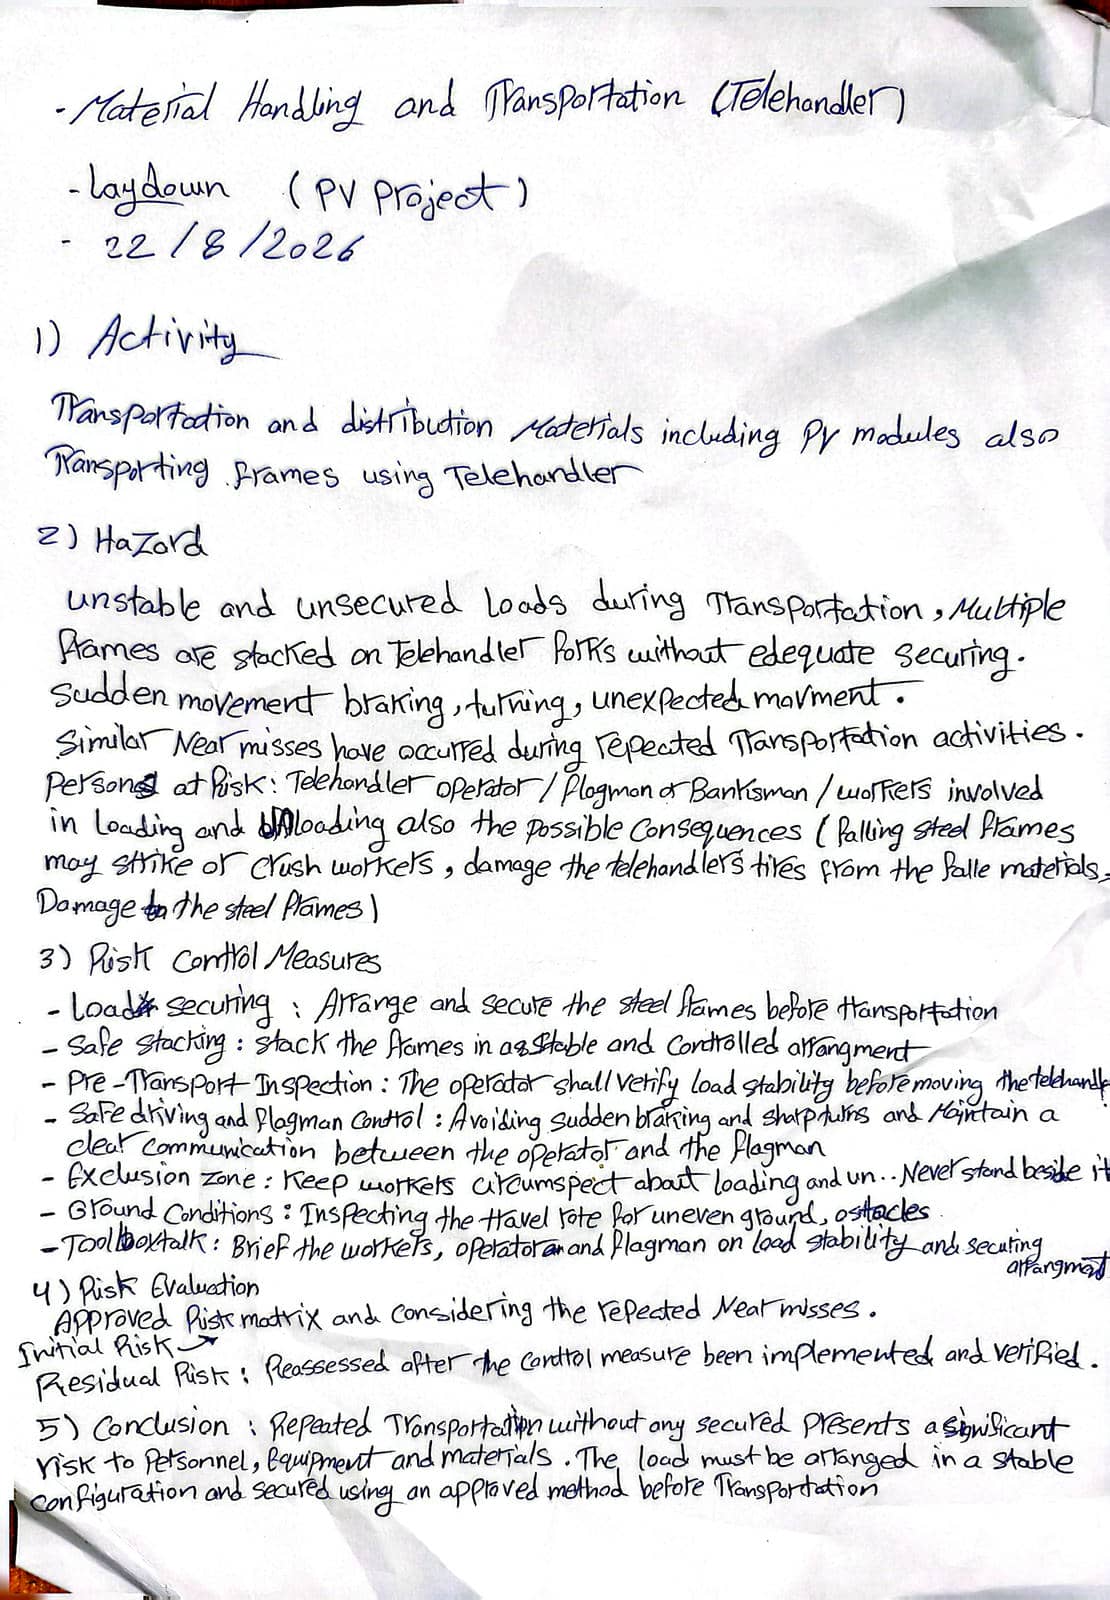 - Material Handling and Transportation (Telehandler)
- Laydown (PV Project)
- 22/8/2026
1) Activity
Transportation and distribution Materials including PV modules also
Transporting frames using Telehandler
2) Hazard
unstable and unsecured loads during Transportation, Multiple
frames are stacked on Telehandler forks without edequate securing.
Sudden movement braking, turning, unexpected movment.
Similar Near misses have occurred during repeated Transportation activities.
Persons at Risk: Telehandler operator / flagman or Banksman / workers involved
in loading and unloading also the possible Consequences (falling steel frames
may strike or crush workers, damage the telehandler's tires from the falle materials,
Damage to the steel frames)
3) Risk Control Measures
- Load securing : Arrange and secure the steel frames before transportation
- Safe stacking : stack the frames in a stable and controlled arrangment
- Pre-Transport Inspection : The operator shall verify load stability before moving the telehandler
- Safe driving and flagman Control : Avoiding sudden braking and sharp turns and Maintain a
clear communication between the operator and the flagman
- Exclusion zone : Keep workers circumspect about loading and un.. Never stand beside it
- Ground Conditions : Inspecting the travel rote for uneven ground, ostacles.
- Toolboxtalk : Brief the workers, operator and flagman on load stability and securing
arrangment
4) Risk Evaluation
Approved Risk matrix and considering the repeated Near misses.
Initial Risk
Residual Risk : Reassessed after the control measure been implemented and verified.
5) Conclusion : Repeated Transportation without any secured presents a significant
risk to Personnel, Equipment and materials. The load must be arranged in a stable
configuration and secured using an approved method before Transportation